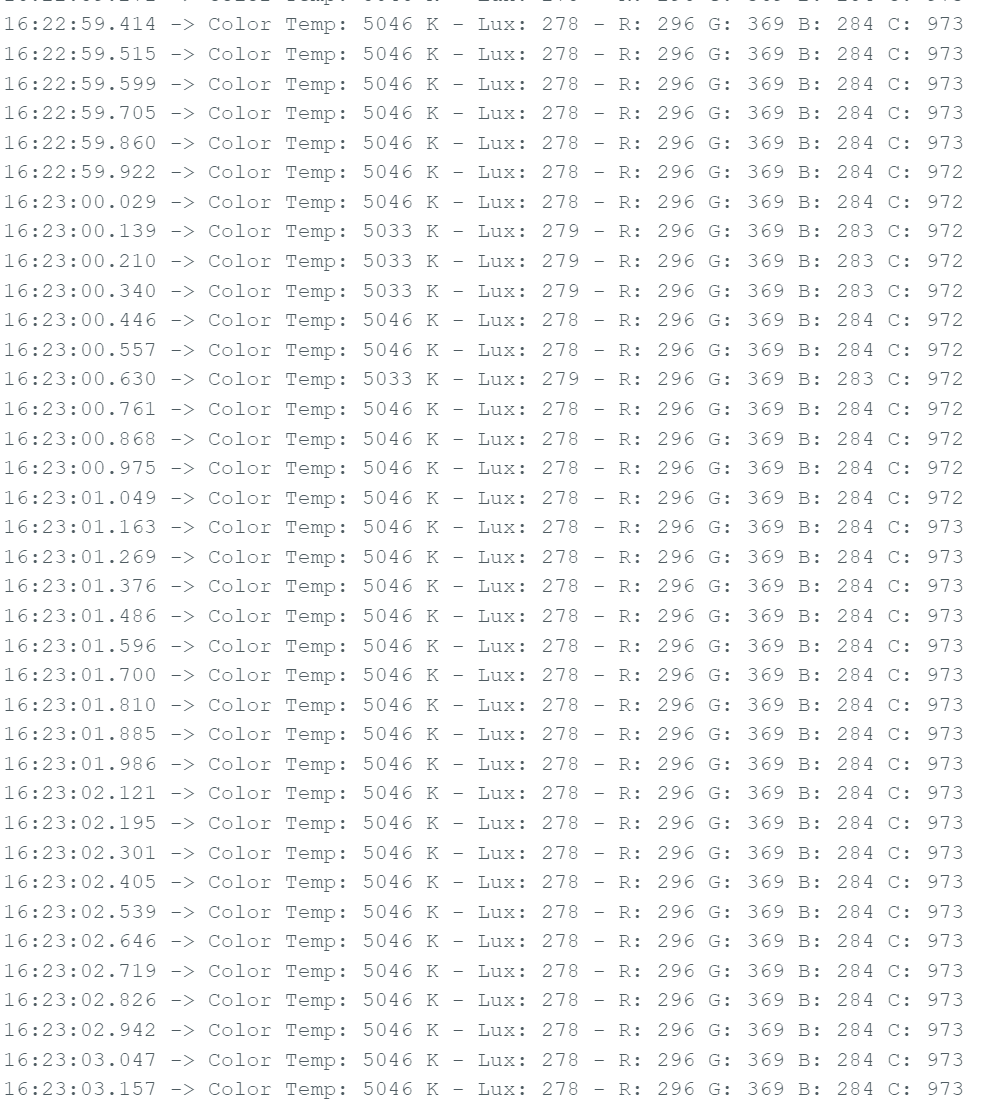 16:22:59.414 -> Color Temp: 5046 K - Lux: 278 - R: 296 G: 369 B: 284 C: 973
16:22:59.515 -> Color Temp: 5046 K - Lux: 278 - R: 296 G: 369 B: 284 C: 973
16:22:59.599 -> Color Temp: 5046 K - Lux: 278 - R: 296 G: 369 B: 284 C: 973
16:22:59.705 -> Color Temp: 5046 K - Lux: 278 - R: 296 G: 369 B: 284 C: 973
16:22:59.860 -> Color Temp: 5046 K - Lux: 278 - R: 296 G: 369 B: 284 C: 973
16:22:59.922 -> Color Temp: 5046 K - Lux: 278 - R: 296 G: 369 B: 284 C: 972
16:23:00.029 -> Color Temp: 5046 K - Lux: 278 - R: 296 G: 369 B: 284 C: 972
16:23:00.139 -> Color Temp: 5033 K - Lux: 279 - R: 296 G: 369 B: 283 C: 972
16:23:00.210 -> Color Temp: 5033 K - Lux: 279 - R: 296 G: 369 B: 283 C: 972
16:23:00.340 -> Color Temp: 5033 K - Lux: 279 - R: 296 G: 369 B: 283 C: 972
16:23:00.446 -> Color Temp: 5046 K - Lux: 278 - R: 296 G: 369 B: 284 C: 972
16:23:00.557 -> Color Temp: 5046 K - Lux: 278 - R: 296 G: 369 B: 284 C: 972
16:23:00.630 -> Color Temp: 5033 K - Lux: 279 - R: 296 G: 369 B: 283 C: 972
16:23:00.761 -> Color Temp: 5046 K - Lux: 278 - R: 296 G: 369 B: 284 C: 972
16:23:00.868 -> Color Temp: 5046 K - Lux: 278 - R: 296 G: 369 B: 284 C: 972
16:23:00.975 -> Color Temp: 5046 K - Lux: 278 - R: 296 G: 369 B: 284 C: 972
16:23:01.049 -> Color Temp: 5046 K - Lux: 278 - R: 296 G: 369 B: 284 C: 972
16:23:01.163 -> Color Temp: 5046 K - Lux: 278 - R: 296 G: 369 B: 284 C: 973
16:23:01.269 -> Color Temp: 5046 K - Lux: 278 - R: 296 G: 369 B: 284 C: 973
16:23:01.376 -> Color Temp: 5046 K - Lux: 278 - R: 296 G: 369 B: 284 C: 973
16:23:01.486 -> Color Temp: 5046 K - Lux: 278 - R: 296 G: 369 B: 284 C: 973
16:23:01.596 -> Color Temp: 5046 K - Lux: 278 - R: 296 G: 369 B: 284 C: 973
16:23:01.700 -> Color Temp: 5046 K - Lux: 278 - R: 296 G: 369 B: 284 C: 973
16:23:01.810 -> Color Temp: 5046 K - Lux: 278 - R: 296 G: 369 B: 284 C: 973
16:23:01.885 -> Color Temp: 5046 K - Lux: 278 - R: 296 G: 369 B: 284 C: 973
16:23:01.986 -> Color Temp: 5046 K - Lux: 278 - R: 296 G: 369 B: 284 C: 973
16:23:02.121 -> Color Temp: 5046 K - Lux: 278 - R: 296 G: 369 B: 284 C: 973
16:23:02.195 -> Color Temp: 5046 K - Lux: 278 - R: 296 G: 369 B: 284 C: 973
16:23:02.301 -> Color Temp: 5046 K - Lux: 278 - R: 296 G: 369 B: 284 C: 973
16:23:02.405 -> Color Temp: 5046 K - Lux: 278 - R: 296 G: 369 B: 284 C: 973
16:23:02.539 -> Color Temp: 5046 K - Lux: 278 - R: 296 G: 369 B: 284 C: 973
16:23:02.646 -> Color Temp: 5046 K - Lux: 278 - R: 296 G: 369 B: 284 C: 973
16:23:02.719 -> Color Temp: 5046 K - Lux: 278 - R: 296 G: 369 B: 284 C: 973
16:23:02.826 -> Color Temp: 5046 K - Lux: 278 - R: 296 G: 369 B: 284 C: 973
16:23:02.942 -> Color Temp: 5046 K - Lux: 278 - R: 296 G: 369 B: 284 C: 973
16:23:03.047 -> Color Temp: 5046 K - Lux: 278 - R: 296 G: 369 B: 284 C: 973
16:23:03.157 -> Color Temp: 5046 K - Lux: 278 - R: 296 G: 369 B: 284 C: 973